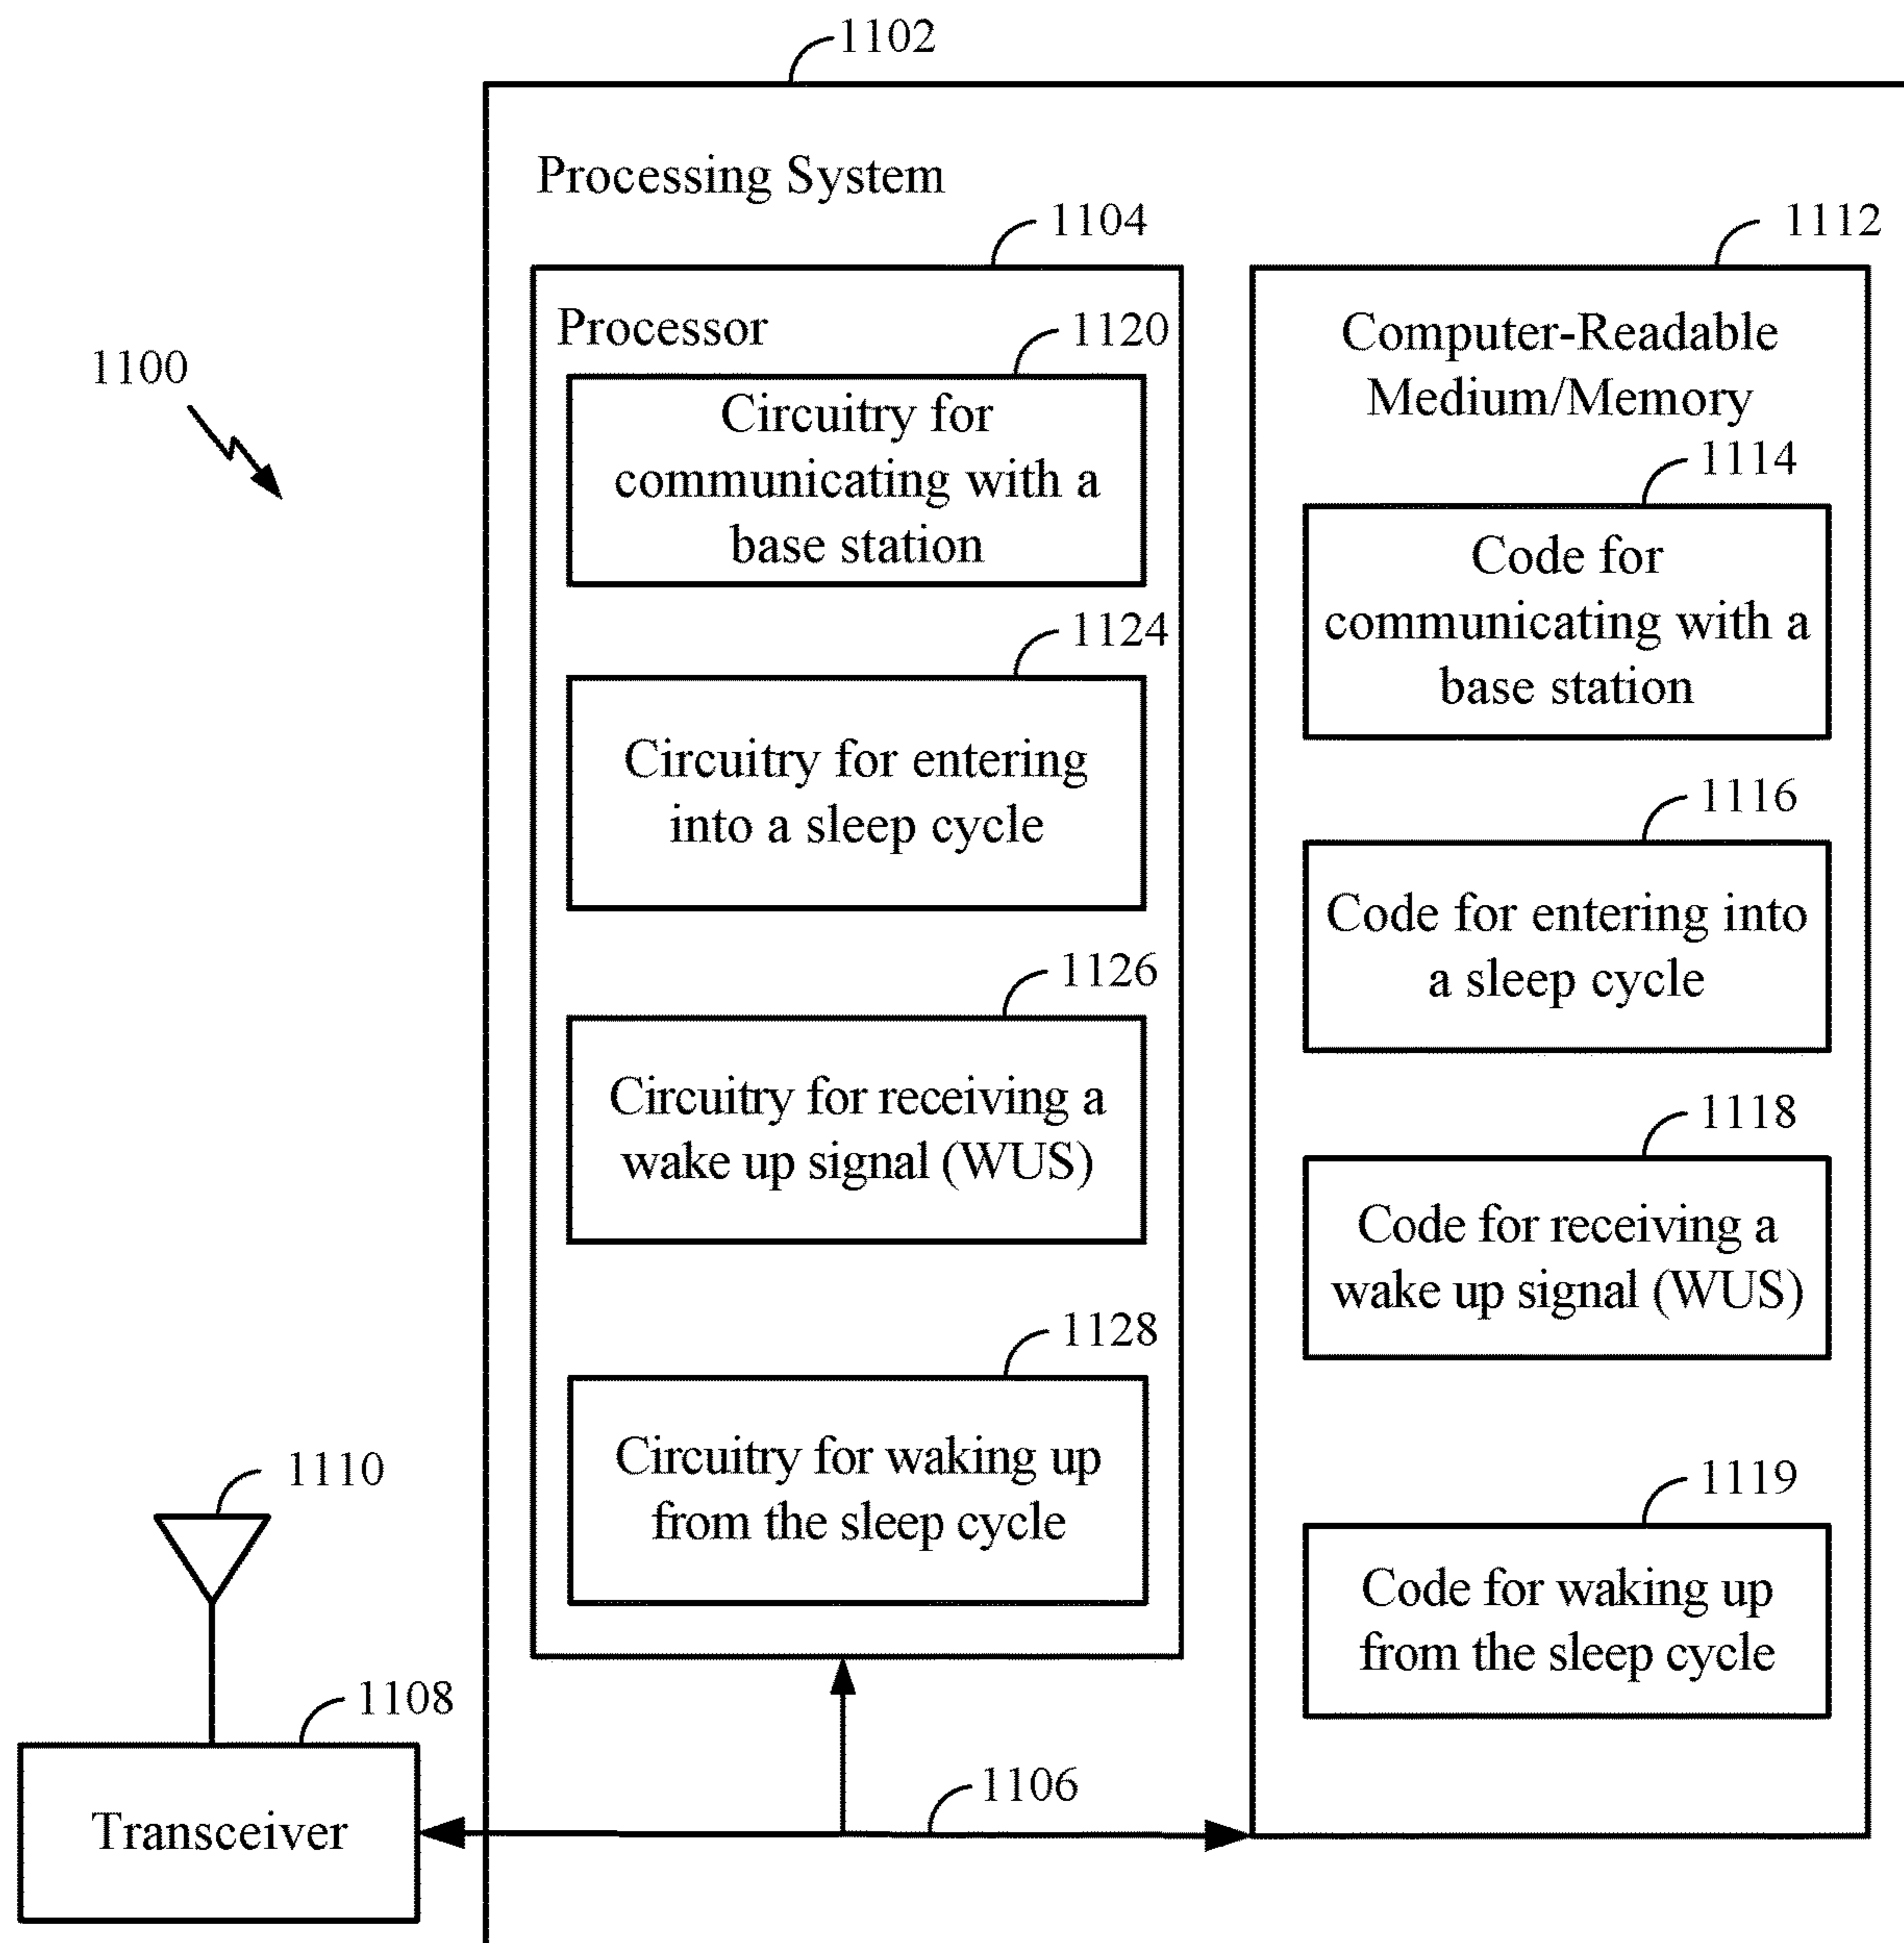 1102
Processing System
1104
1112
Processor
1120
Circuitry for
communicating with a
base station
1124
Circuitry for entering
into a sleep cycle
1126
Circuitry for receiving a
wake up signal (WUS)
1128
Circuitry for waking up
from the sleep cycle
Computer-Readable
Medium/Memory
1114
Code for
communicating with a
base station
1116
Code for entering into
a sleep cycle
1118
Code for receiving a
wake up signal (WUS)
1119
Code for waking up
from the sleep cycle
1100
1110
1108
Transceiver
1106